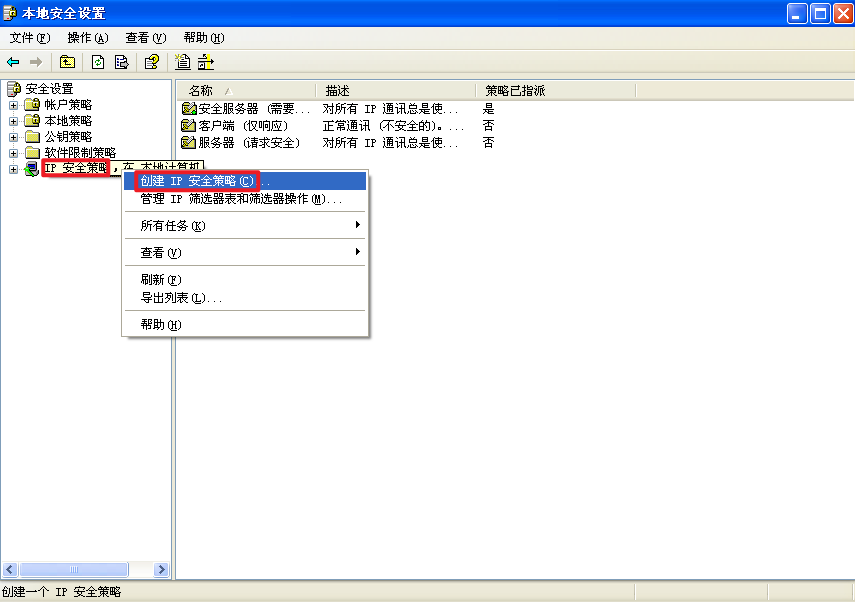 本地安全设置
文件(F) 操作(A) 查看(V) 帮助(H)
安全设置
帐户策略
本地策略
公钥策略
软件限制策略
IP 安全策略，在 本地计算机
名称 描述 策略已指派
安全服务器 (需要... 对所有 IP 通讯总是使... 是
客户端 (仅响应) 正常通讯 (不安全的)。... 否
服务器 (请求安全) 对所有 IP 通讯总是使... 否
创建 IP 安全策略(C)...
管理 IP 筛选器表和筛选器操作(M)...
所有任务(K)
查看(V)
刷新(F)
导出列表(L)...
帮助(H)
创建一个 IP 安全策略